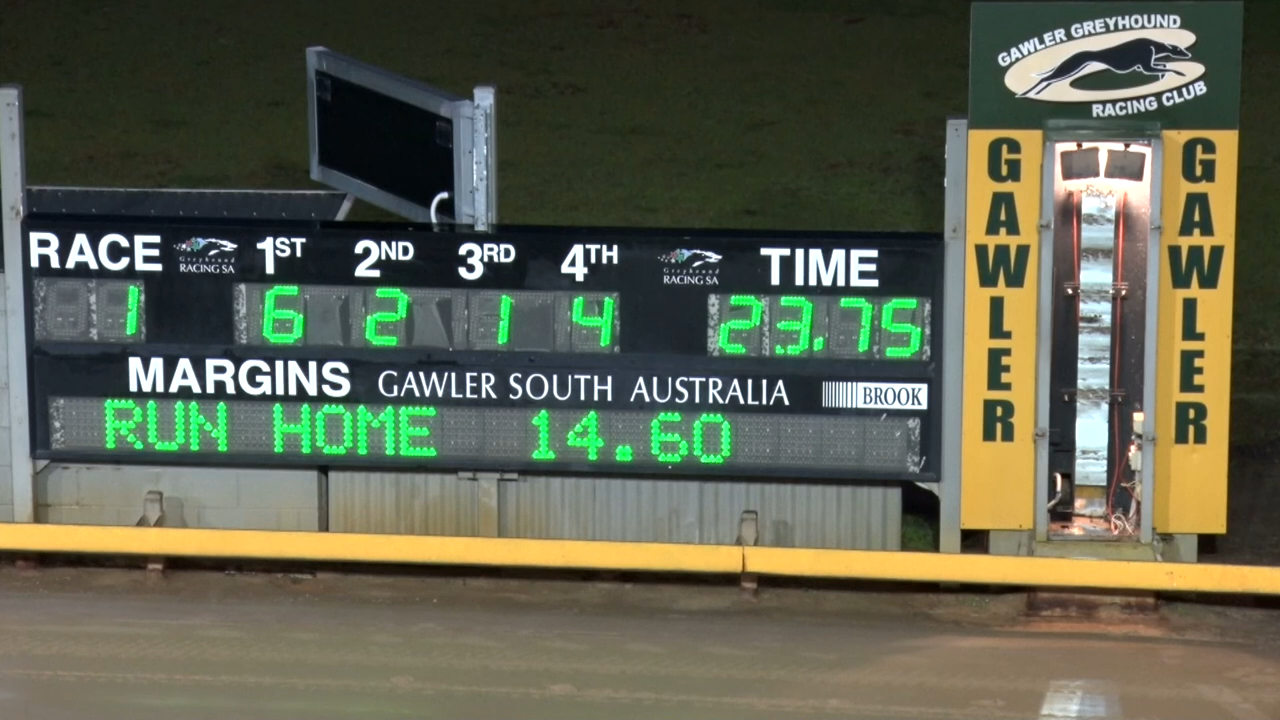 GAWLER GREYHOUND
RACING CLUB
GAWLER
GAWLER
RACE 1ST 2ND 3RD 4TH TIME
Greyhound
RACING SA
Greyhound
RACING SA
1 6 2 1 4 23.75
MARGINS GAWLER SOUTH AUSTRALIA BROOK
RUN HOME 14.60